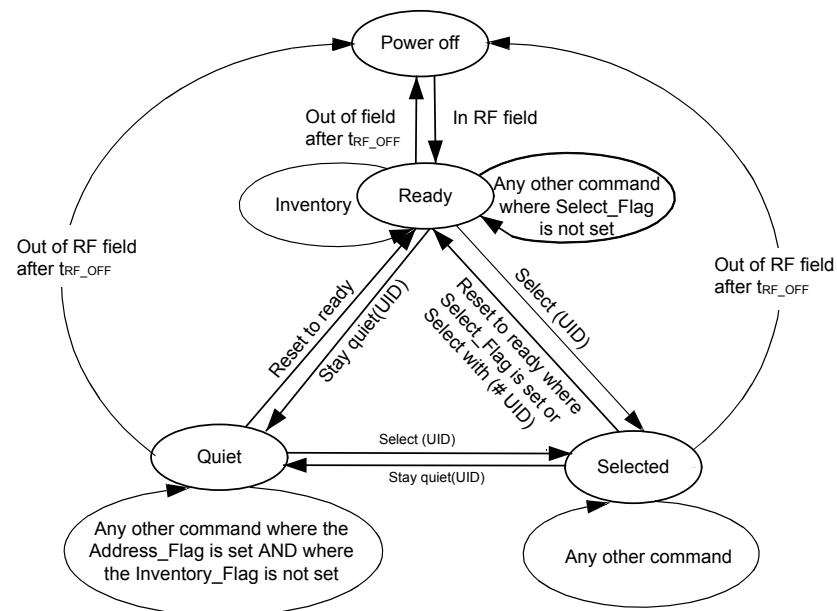 Power off
Out of field
after tRF_OFF
In RF field
Ready
Inventory
Any other command
where Select_Flag
is not set
Out of RF field
after tRF_OFF
Out of RF field
after tRF_OFF
Reset to ready
Stay quiet(UID)
Select (UID)
Reset to ready where
Select_Flag is set or
Select with (# UID)
Quiet
Select (UID)
Stay quiet(UID)
Selected
Any other command where the
Address_Flag is set AND where
the Inventory_Flag is not set
Any other command